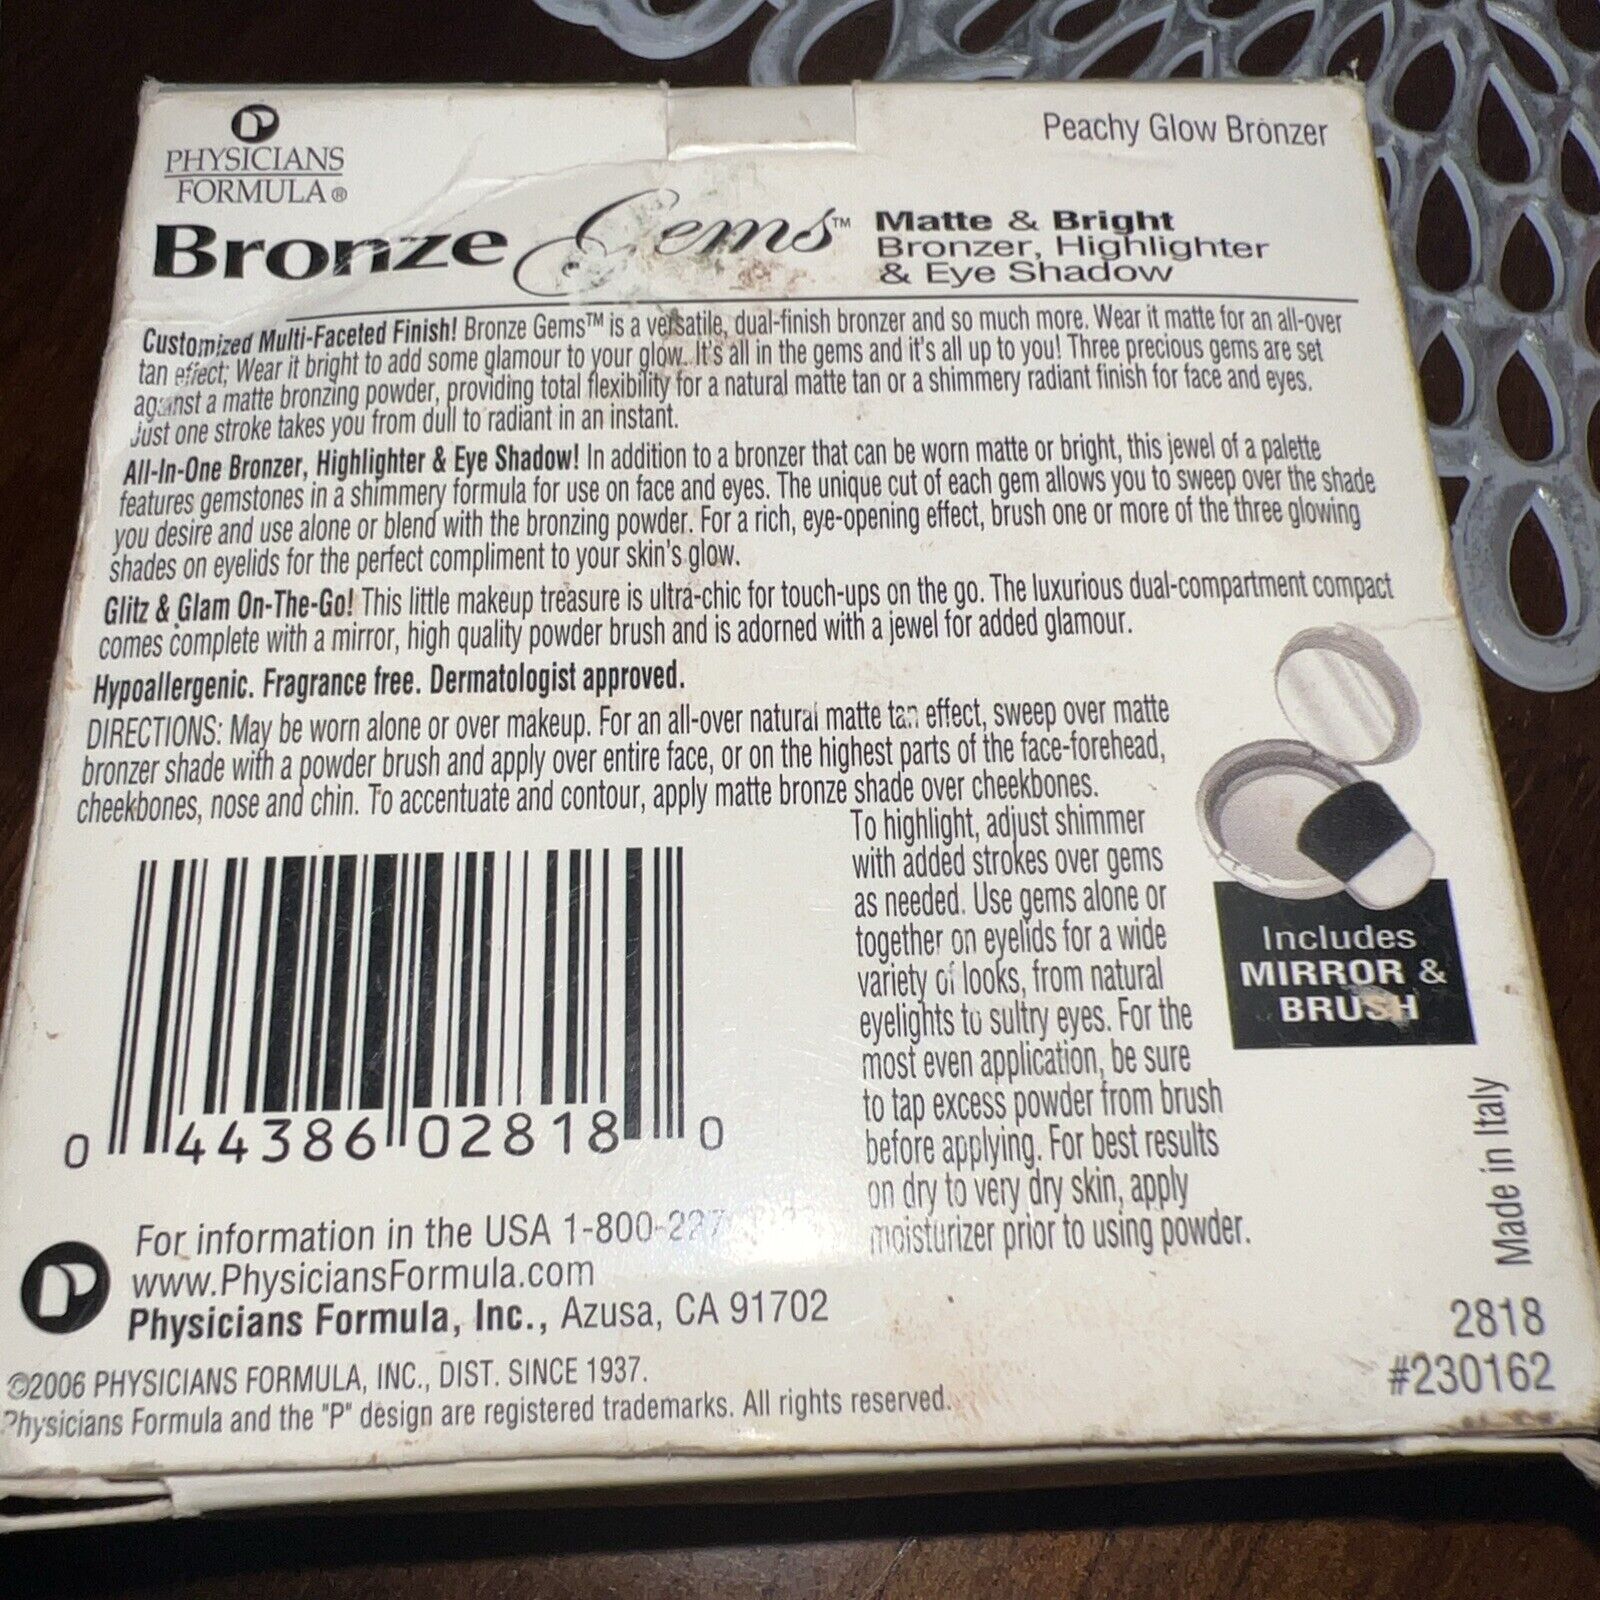 PHYSICIANS
FORMULA®
Peachy Glow Bronzer
Bronze Gems™
Matte & Bright
Bronzer, Highlighter
& Eye Shadow
Customized Multi-Faceted Finish! Bronze Gems™ is a versatile, dual-finish bronzer and so much more. Wear it matte for an all-over
tan effect; Wear it bright to add some glamour to your glow. It's all in the gems and it's all up to you! Three precious gems are set
against a matte bronzing powder, providing total flexibility for a natural matte tan or a shimmery radiant finish for face and eyes.
Just one stroke takes you from dull to radiant in an instant.
All-In-One Bronzer, Highlighter & Eye Shadow! In addition to a bronzer that can be worn matte or bright, this jewel of a palette
features gemstones in a shimmery formula for use on face and eyes. The unique cut of each gem allows you to sweep over the shade
you desire and use alone or blend with the bronzing powder. For a rich, eye-opening effect, brush one or more of the three glowing
shades on eyelids for the perfect compliment to your skin's glow.
Glitz & Glam On-The-Go! This little makeup treasure is ultra-chic for touch-ups on the go. The luxurious dual-compartment compact
comes complete with a mirror, high quality powder brush and is adorned with a jewel for added glamour.
Hypoallergenic. Fragrance free. Dermatologist approved.
DIRECTIONS: May be worn alone or over makeup. For an all-over natural matte tan effect, sweep over matte
bronzer shade with a powder brush and apply over entire face, or on the highest parts of the face-forehead,
cheekbones, nose and chin. To accentuate and contour, apply matte bronze shade over cheekbones.
To highlight, adjust shimmer
with added strokes over gems
as needed. Use gems alone or
together on eyelids for a wide
variety of looks, from natural
eyelights to sultry eyes. For the
most even application, be sure
to tap excess powder from brush
before applying. For best results
on dry to very dry skin, apply
moisturizer prior to using powder.
Includes
MIRROR &
BRUSH
0 44386 02818 0
For information in the USA 1-800-227
www.PhysiciansFormula.com
Physicians Formula, Inc., Azusa, CA 91702
©2006 PHYSICIANS FORMULA, INC., DIST. SINCE 1937.
Physicians Formula and the "P" design are registered trademarks. All rights reserved.
Made in Italy
2818
#230162